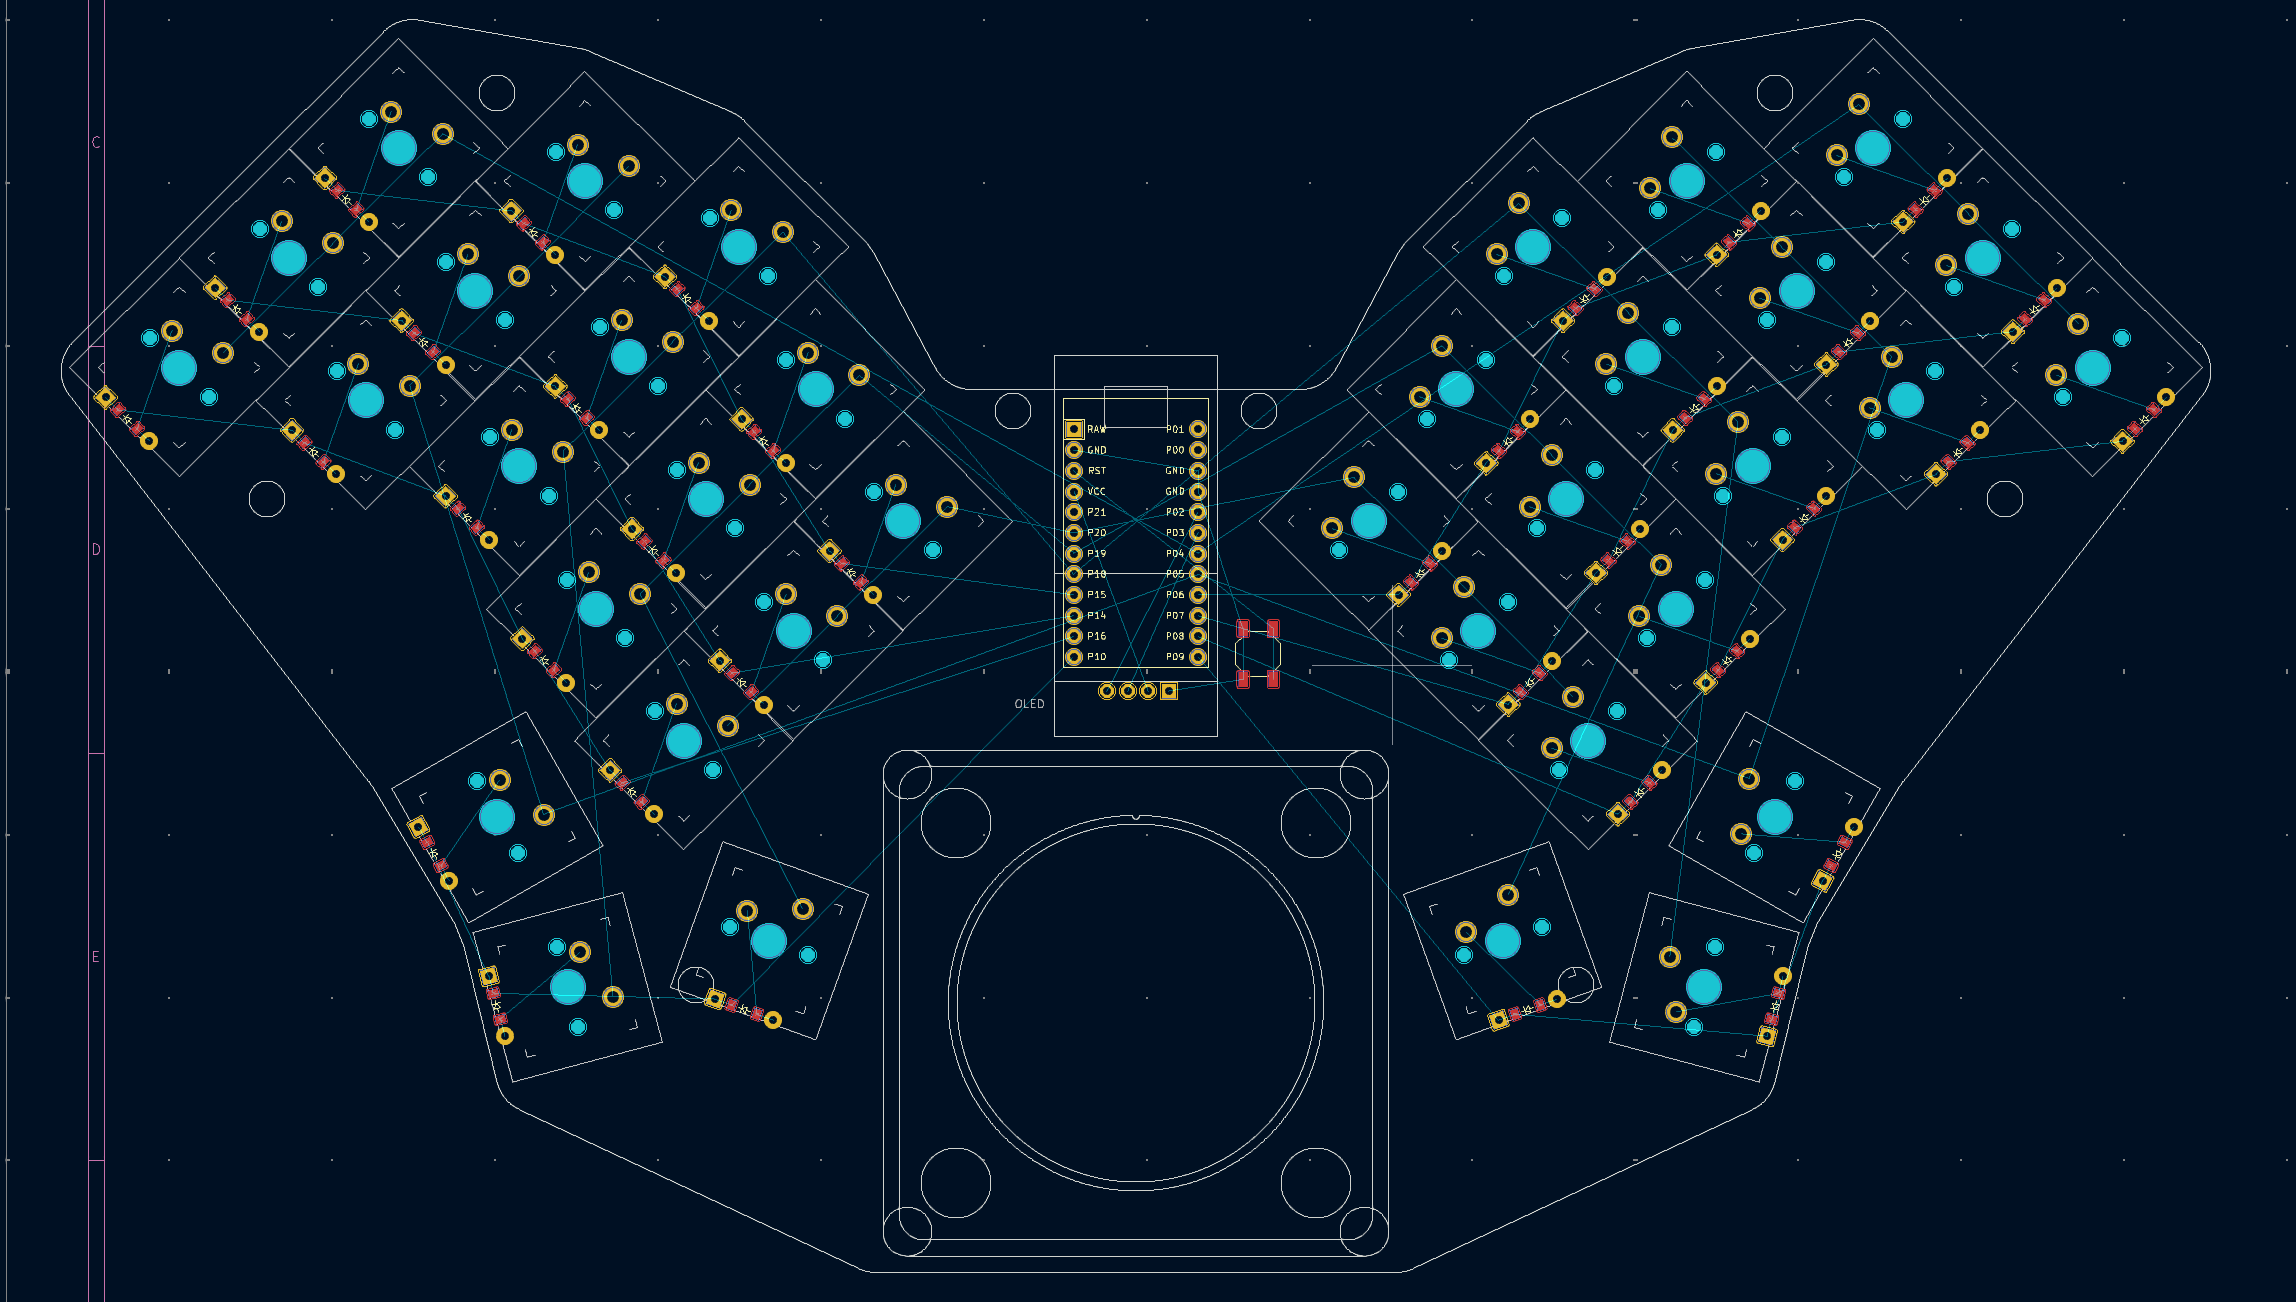 C
D
E
RAW P01
GND P00
RST GND
VCC GND
P21 P02
P20 P03
P19 P04
P18 P05
P15 P06
P14 P07
P16 P08
P10 P09
OLED